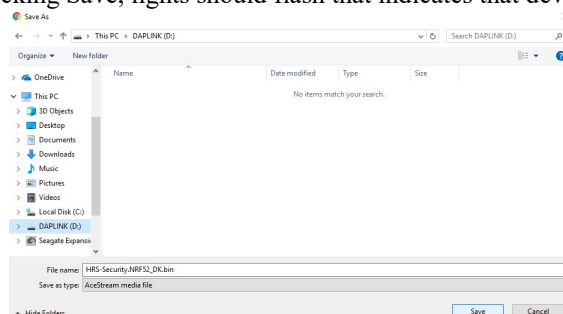 cking Save, lights should flash that indicates that dev
Save As
This PC > DAPLINK (D:)
Search DAPLINK (D:)
Organize
New folder
Name
Date modified
Type
Size
OneDrive
No items match your search.
This PC
3D Objects
Desktop
Documents
Downloads
Music
Pictures
Videos
Local Disk (C:)
DAPLINK (D:)
Seagate Expansi
File name: HRS-Security.NRF52_DK.bin
Save as type: AceStream media file
Hide Folders
Save
Cancel